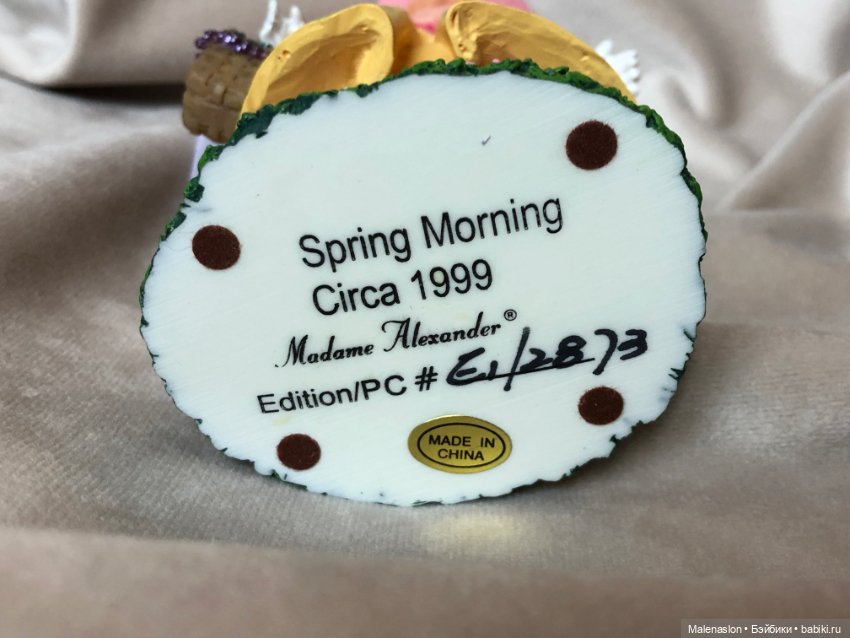 Spring Morning
Circa 1999
Madame Alexander®
Edition/PC # E1/2873
MADE IN
CHINA
Malenaslon • Бэйбики • babiki.ru